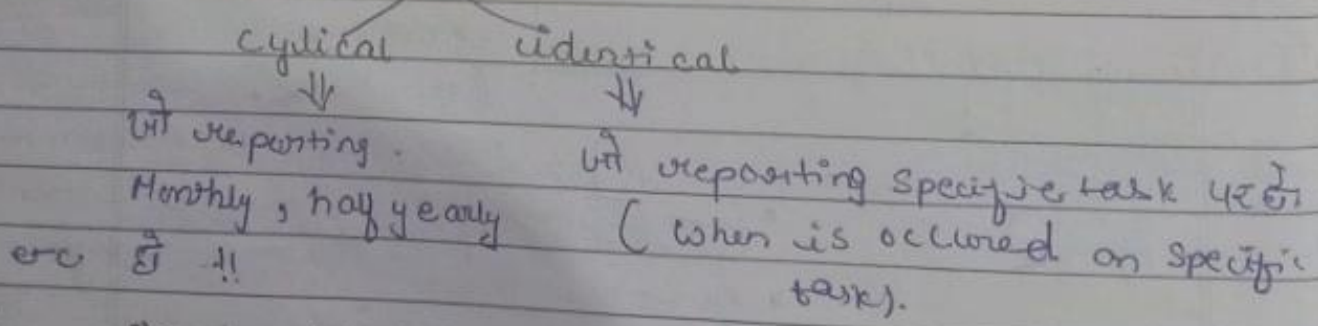 cyclical identical
⇓ ⇓
जो reporting. जो reporting specific task पर हो
Monthly, half yearly ( when is occured on specific
etc हो ।। task).